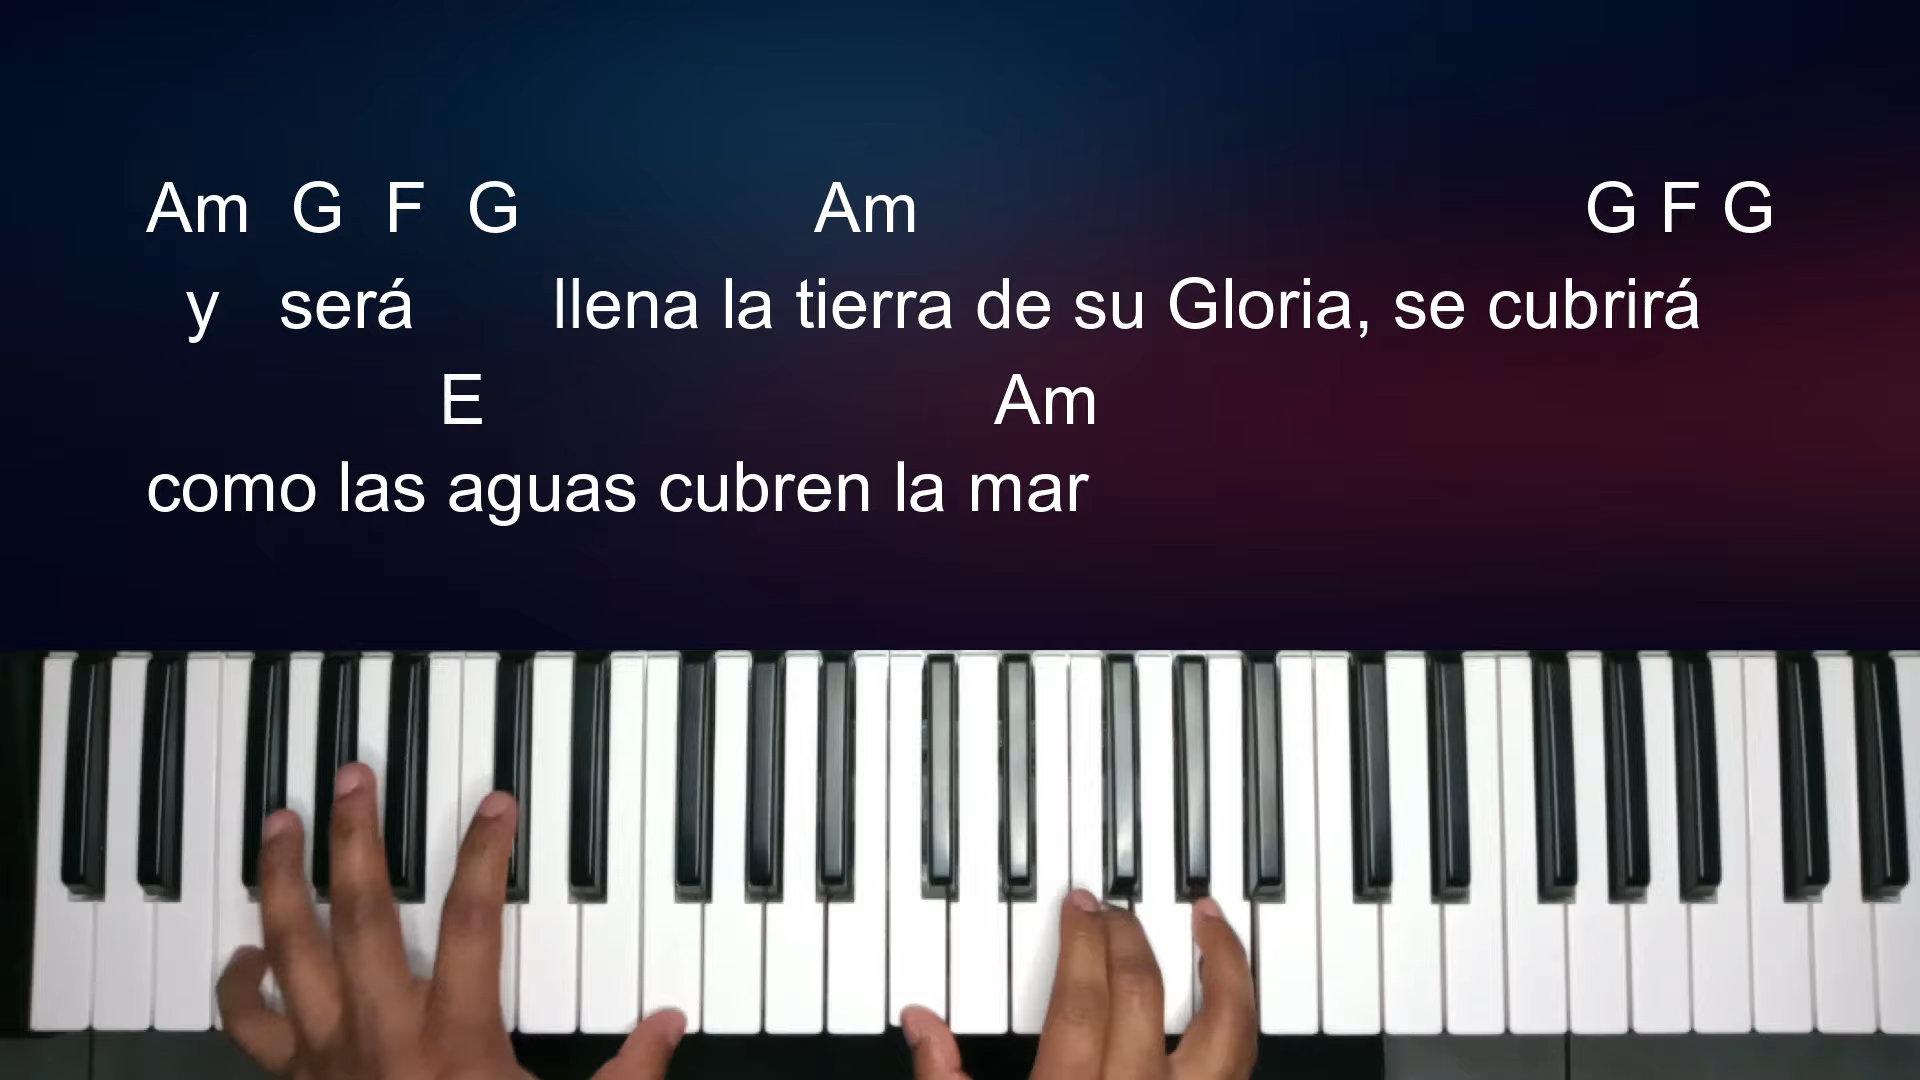 Am G F G Am G F G
y será llena la tierra de su Gloria, se cubrirá
E Am
como las aguas cubren la mar